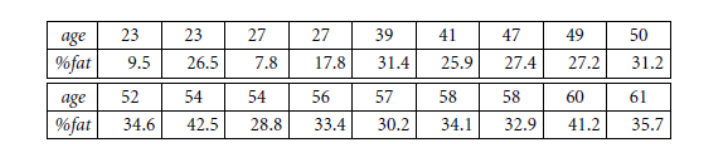 age 23 23 27 27 39 41 47 49 50
%fat 9.5 26.5 7.8 17.8 31.4 25.9 27.4 27.2 31.2
age 52 54 54 56 57 58 58 60 61
%fat 34.6 42.5 28.8 33.4 30.2 34.1 32.9 41.2 35.7